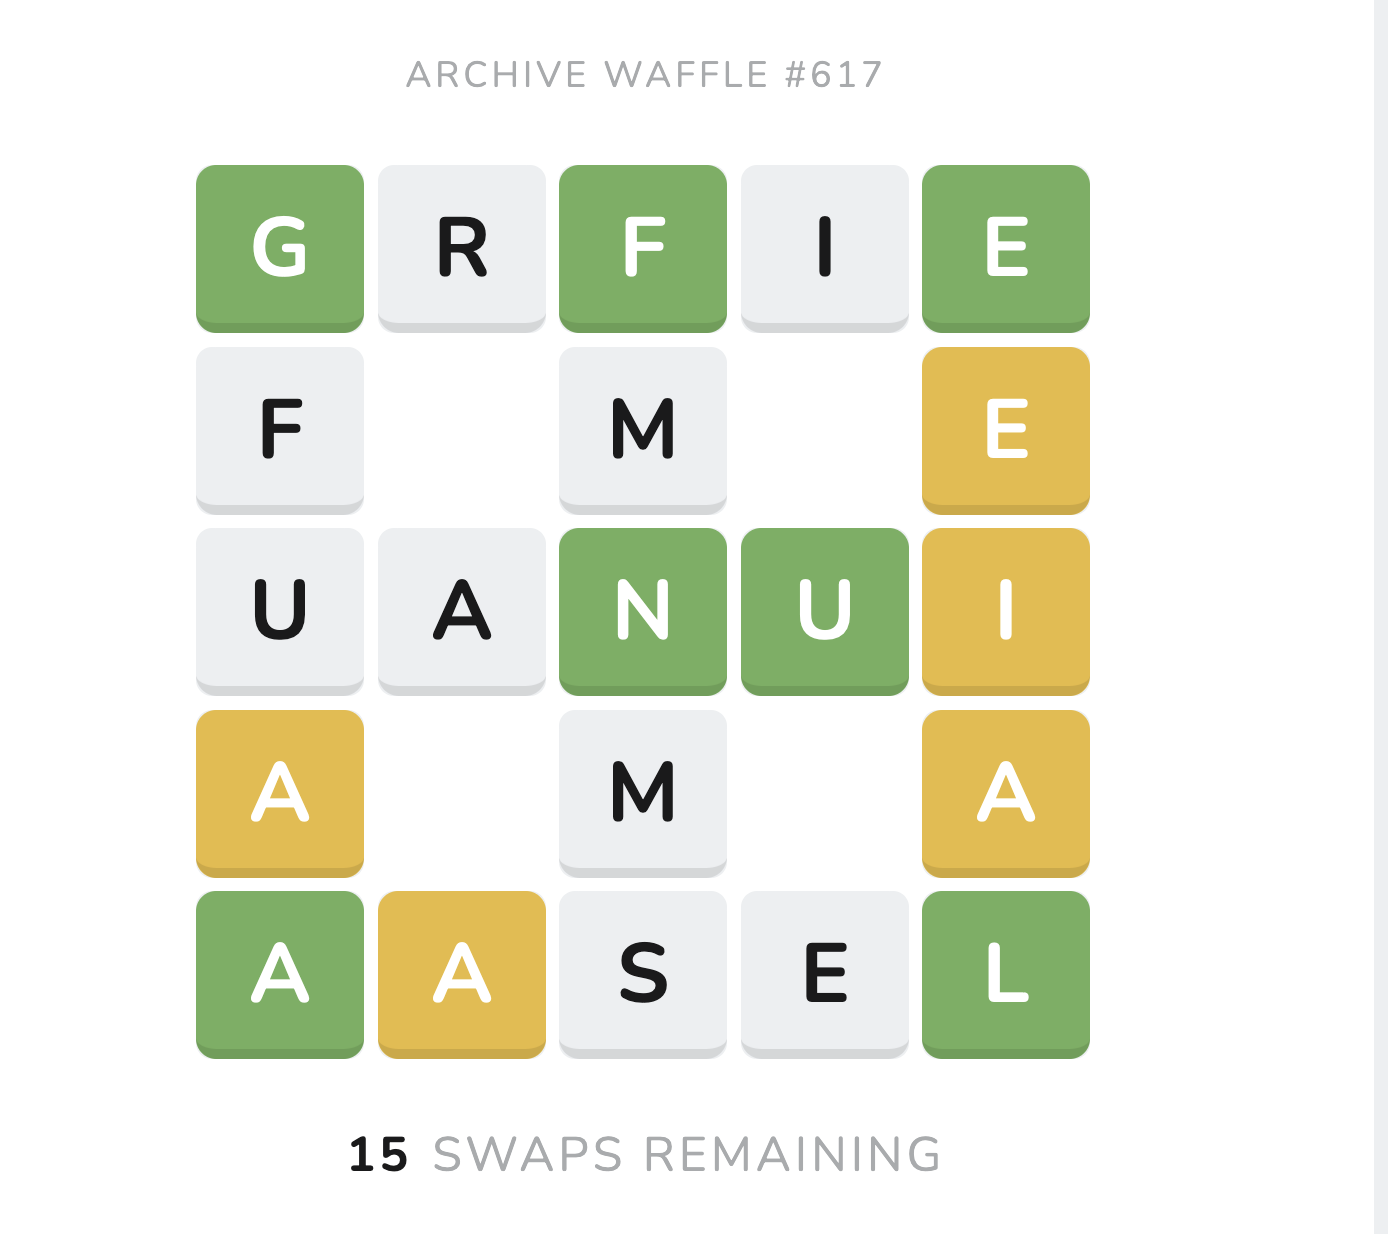 ARCHIVE WAFFLE #617
G R F I E
F M E
U A N U I
A M A
A A S E L
15 SWAPS REMAINING